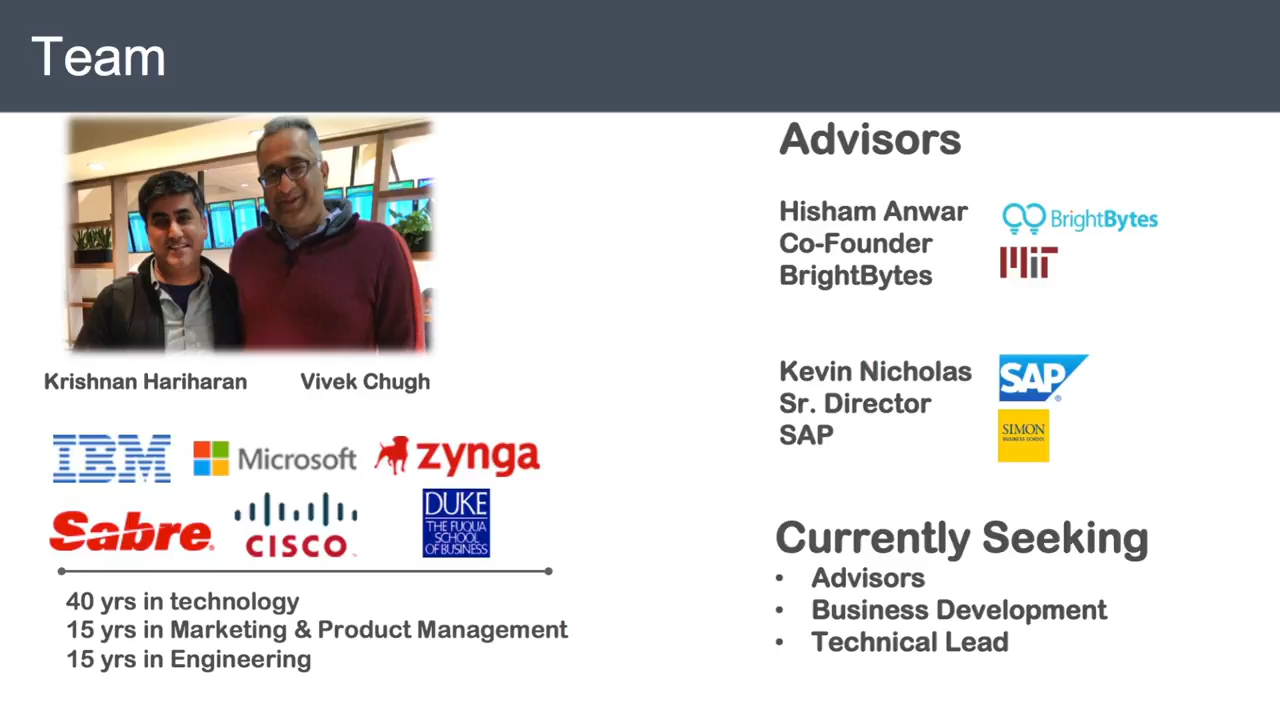 Team
Krishnan Hariharan
Vivek Chugh
IBM
Microsoft
zynga
Sabre
CISCO
DUKE
THE FUQUA
SCHOOL
OF BUSINESS
40 yrs in technology
15 yrs in Marketing & Product Management
15 yrs in Engineering
Advisors
Hisham Anwar
Co-Founder
BrightBytes
BrightBytes
MIT
Kevin Nicholas
Sr. Director
SAP
SAP
SIMON
BUSINESS SCHOOL
Currently Seeking
• Advisors
• Business Development
• Technical Lead